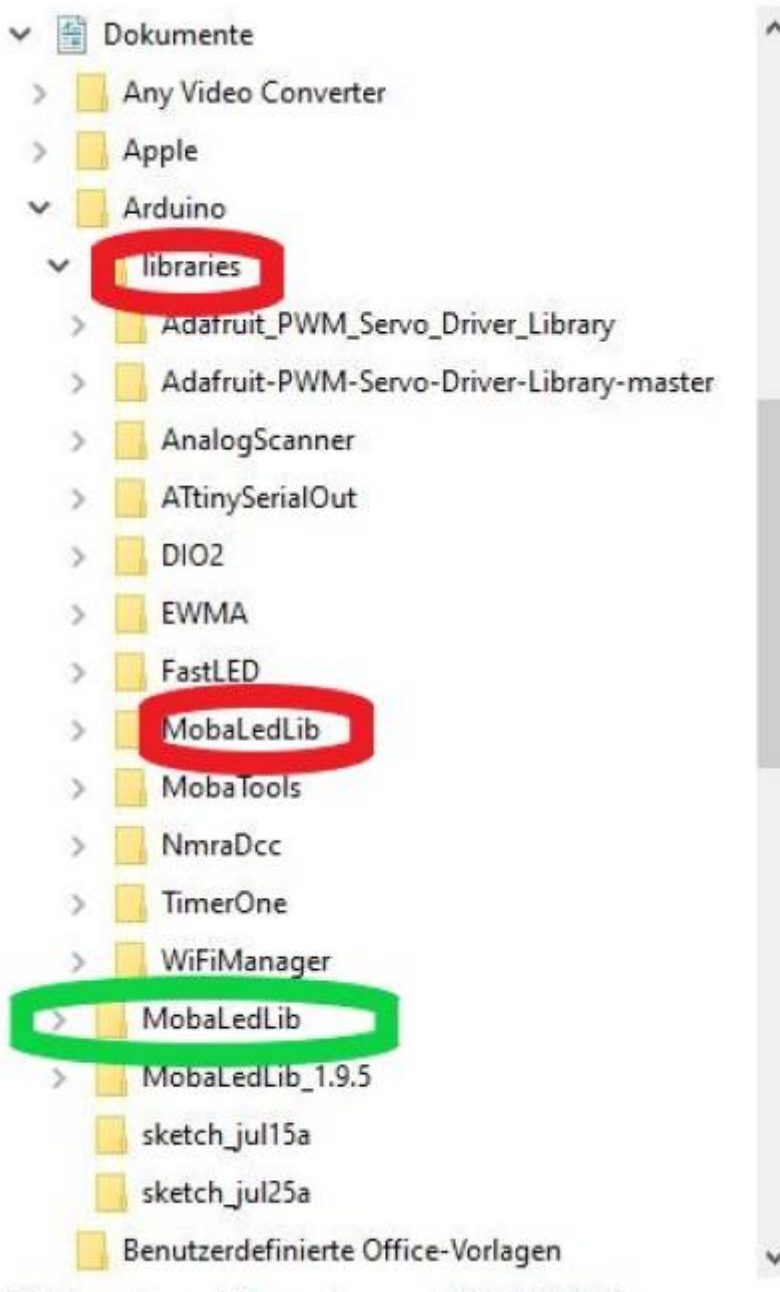 Dokumente
Any Video Converter
Apple
Arduino
libraries
Adafruit_PWM_Servo_Driver_Library
Adafruit-PWM-Servo-Driver-Library-master
AnalogScanner
ATtinySerialOut
DIO2
EWMA
FastLED
MobaLedLib
MobaTools
NmraDcc
TimerOne
WiFiManager
MobaLedLib
MobaLedLib_1.9.5
sketch_jul15a
sketch_jul25a
Benutzerdefinierte Office-Vorlagen